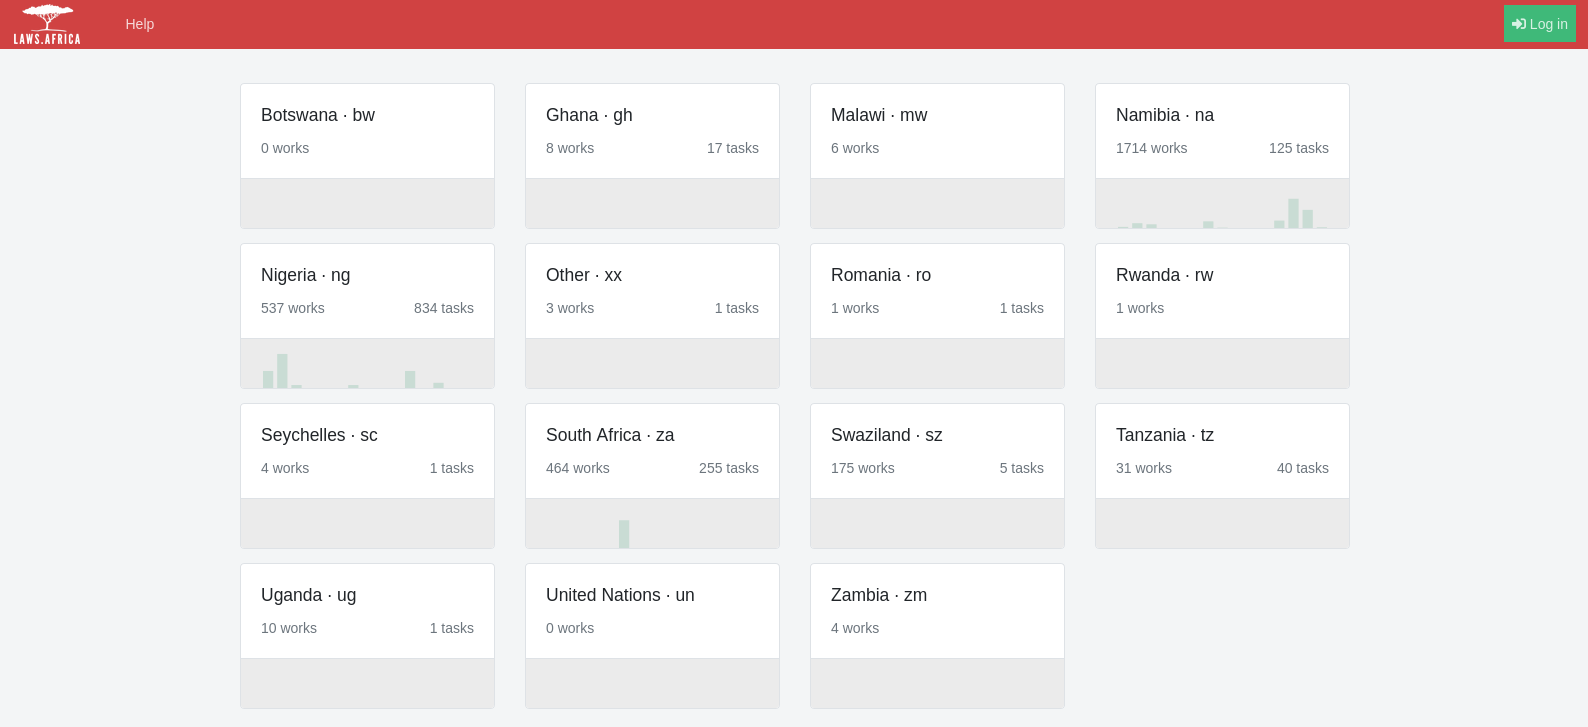 LAWS.AFRICA
Help
Log in
Botswana · bw
0 works
Ghana · gh
8 works 17 tasks
Malawi · mw
6 works
Namibia · na
1714 works 125 tasks
Nigeria · ng
537 works 834 tasks
Other · xx
3 works 1 tasks
Romania · ro
1 works 1 tasks
Rwanda · rw
1 works
Seychelles · sc
4 works 1 tasks
South Africa · za
464 works 255 tasks
Swaziland · sz
175 works 5 tasks
Tanzania · tz
31 works 40 tasks
Uganda · ug
10 works 1 tasks
United Nations · un
0 works
Zambia · zm
4 works